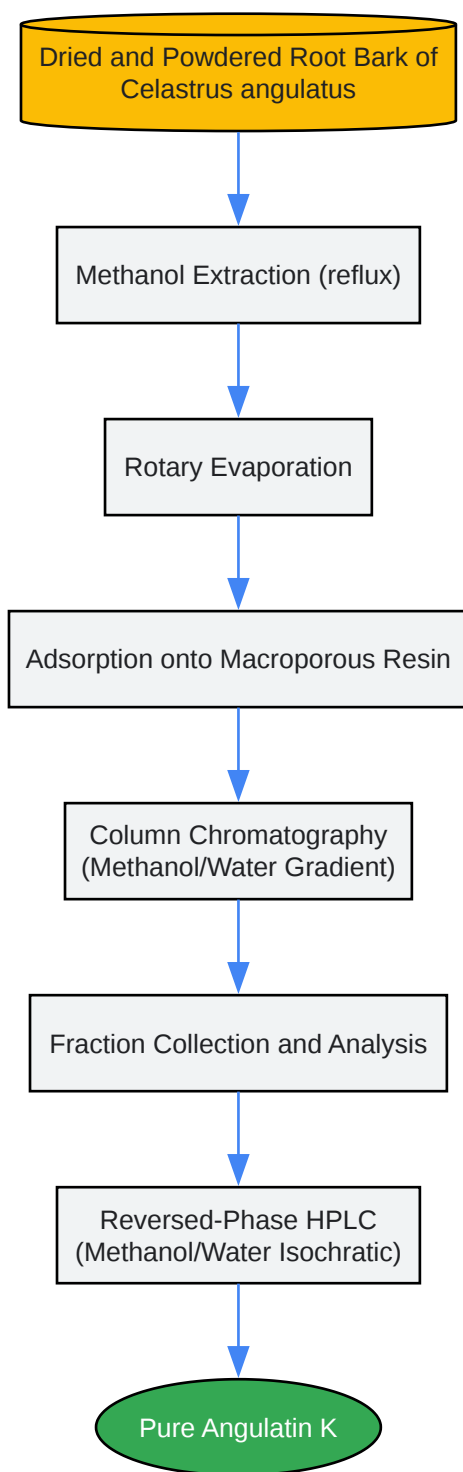 Dried and Powdered Root Bark of
Celastrus angulatus
Methanol Extraction (reflux)
Rotary Evaporation
Adsorption onto Macroporous Resin
Column Chromatography
(Methanol/Water Gradient)
Fraction Collection and Analysis
Reversed-Phase HPLC
(Methanol/Water Isochratic)
Pure Angulatin K